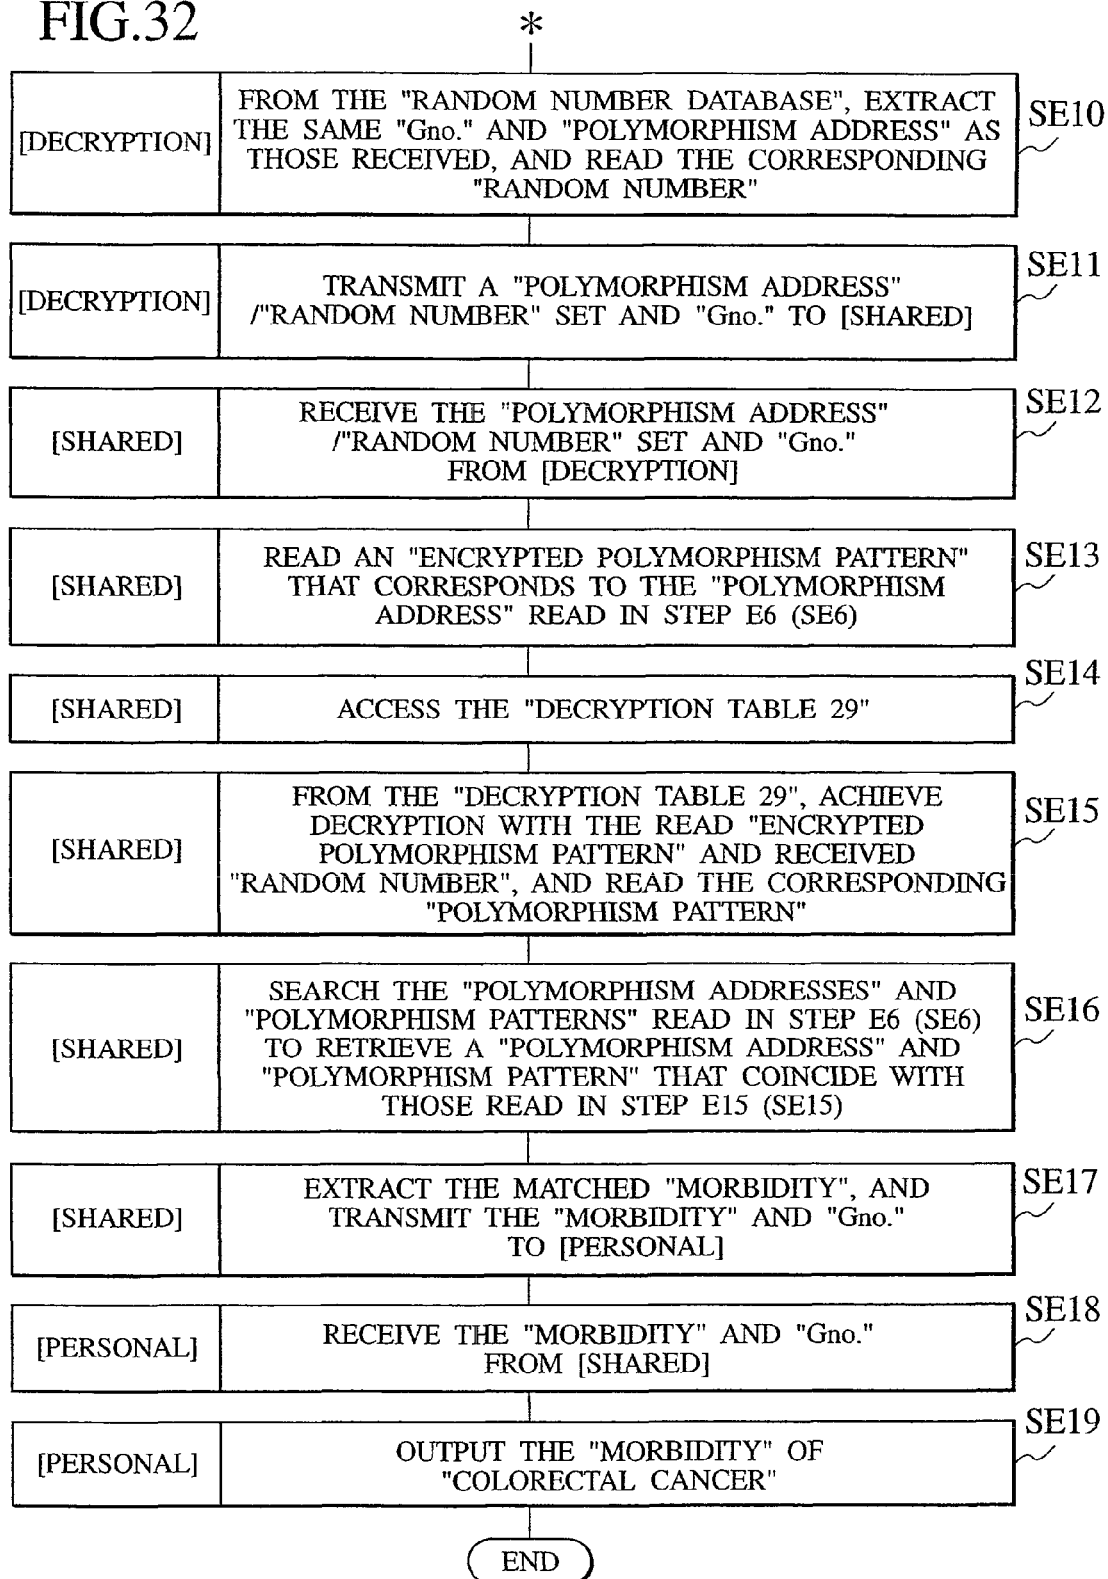 FIG.32
*
[DECRYPTION]
FROM THE "RANDOM NUMBER DATABASE", EXTRACT
THE SAME "Gno." AND "POLYMORPHISM ADDRESS" AS
THOSE RECEIVED, AND READ THE CORRESPONDING
"RANDOM NUMBER"
SE10
[DECRYPTION]
TRANSMIT A "POLYMORPHISM ADDRESS"
/"RANDOM NUMBER" SET AND "Gno." TO [SHARED]
SE11
[SHARED]
RECEIVE THE "POLYMORPHISM ADDRESS"
/"RANDOM NUMBER" SET AND "Gno."
FROM [DECRYPTION]
SE12
[SHARED]
READ AN "ENCRYPTED POLYMORPHISM PATTERN"
THAT CORRESPONDS TO THE "POLYMORPHISM
ADDRESS" READ IN STEP E6 (SE6)
SE13
[SHARED]
ACCESS THE "DECRYPTION TABLE 29"
SE14
[SHARED]
FROM THE "DECRYPTION TABLE 29", ACHIEVE
DECRYPTION WITH THE READ "ENCRYPTED
POLYMORPHISM PATTERN" AND RECEIVED
"RANDOM NUMBER", AND READ THE CORRESPONDING
"POLYMORPHISM PATTERN"
SE15
[SHARED]
SEARCH THE "POLYMORPHISM ADDRESSES" AND
"POLYMORPHISM PATTERNS" READ IN STEP E6 (SE6)
TO RETRIEVE A "POLYMORPHISM ADDRESS" AND
"POLYMORPHISM PATTERN" THAT COINCIDE WITH
THOSE READ IN STEP E15 (SE15)
SE16
[SHARED]
EXTRACT THE MATCHED "MORBIDITY", AND
TRANSMIT THE "MORBIDITY" AND "Gno."
TO [PERSONAL]
SE17
[PERSONAL]
RECEIVE THE "MORBIDITY" AND "Gno."
FROM [SHARED]
SE18
[PERSONAL]
OUTPUT THE "MORBIDITY" OF
"COLORECTAL CANCER"
SE19
END